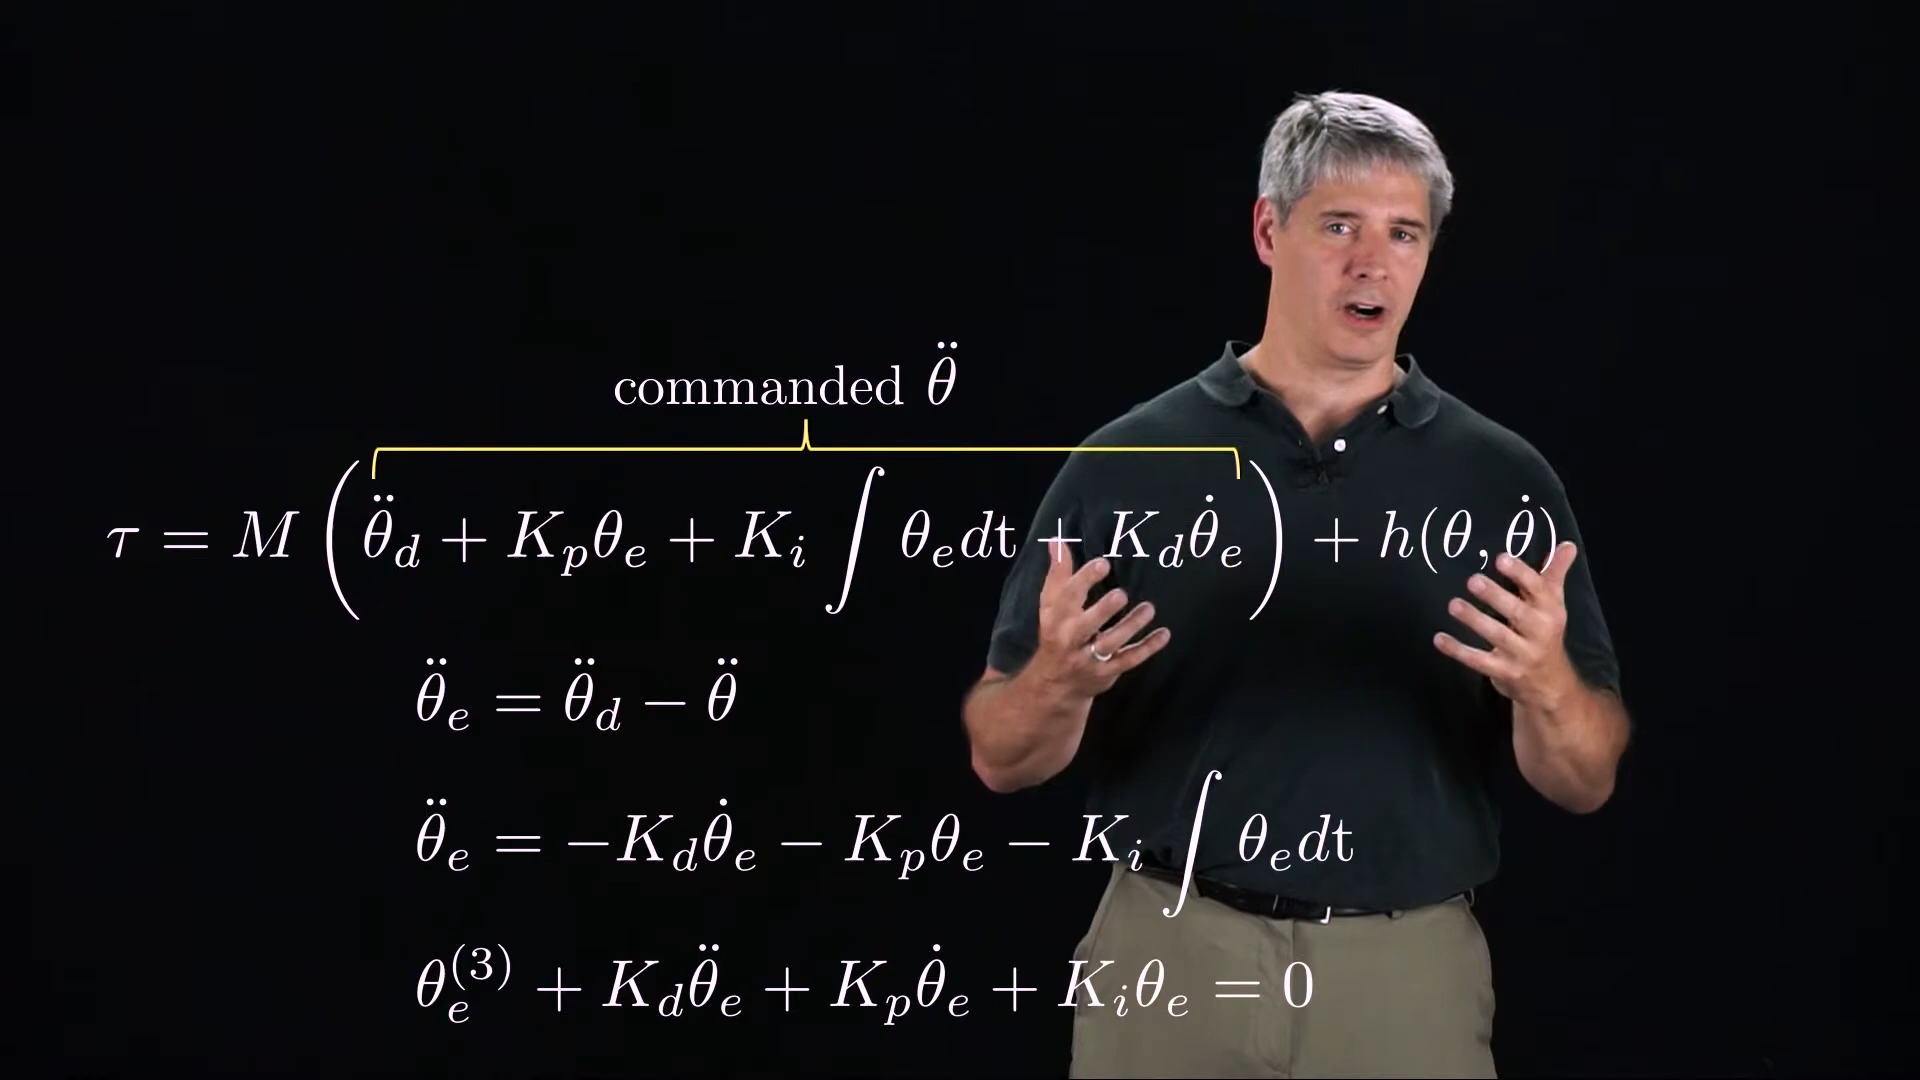 commanded θ̈
τ = M ( θ̈_d + K_pθ_e + K_i ∫ θ_e dt + K_dθ̇_e ) + h(θ, θ̇)
θ̈_e = θ̈_d − θ̈
θ̈_e = −K_dθ̇_e − K_pθ_e − K_i ∫ θ_e dt
θ_e^(3) + K_dθ̈_e + K_pθ̇_e + K_iθ_e = 0